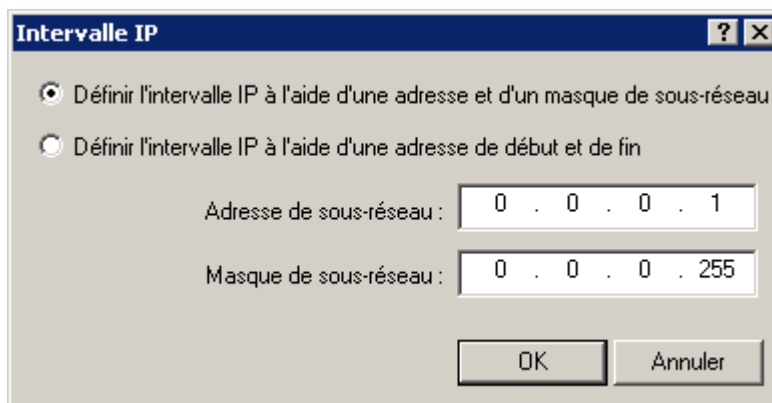 Intervalle IP
Définir l'intervalle IP à l'aide d'une adresse et d'un masque de sous-réseau
Définir l'intervalle IP à l'aide d'une adresse de début et de fin
Adresse de sous-réseau : 0 . 0 . 0 . 1
Masque de sous-réseau : 0 . 0 . 0 . 255
OK Annuler